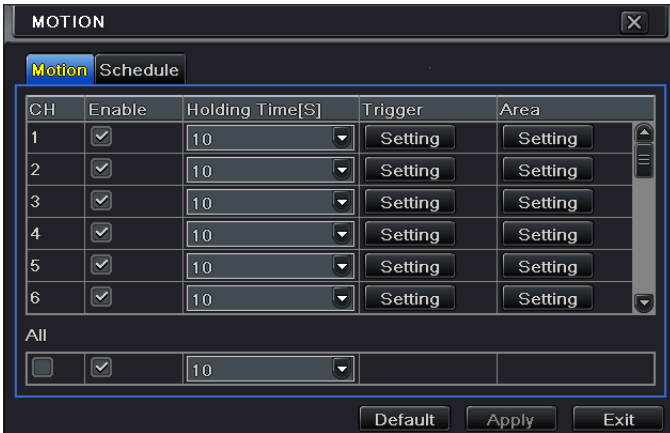 MOTION
Motion Schedule
CH Enable Holding Time[S] Trigger Area
1 10 Setting Setting
2 10 Setting Setting
3 10 Setting Setting
4 10 Setting Setting
5 10 Setting Setting
6 10 Setting Setting
All
10
Default Apply Exit